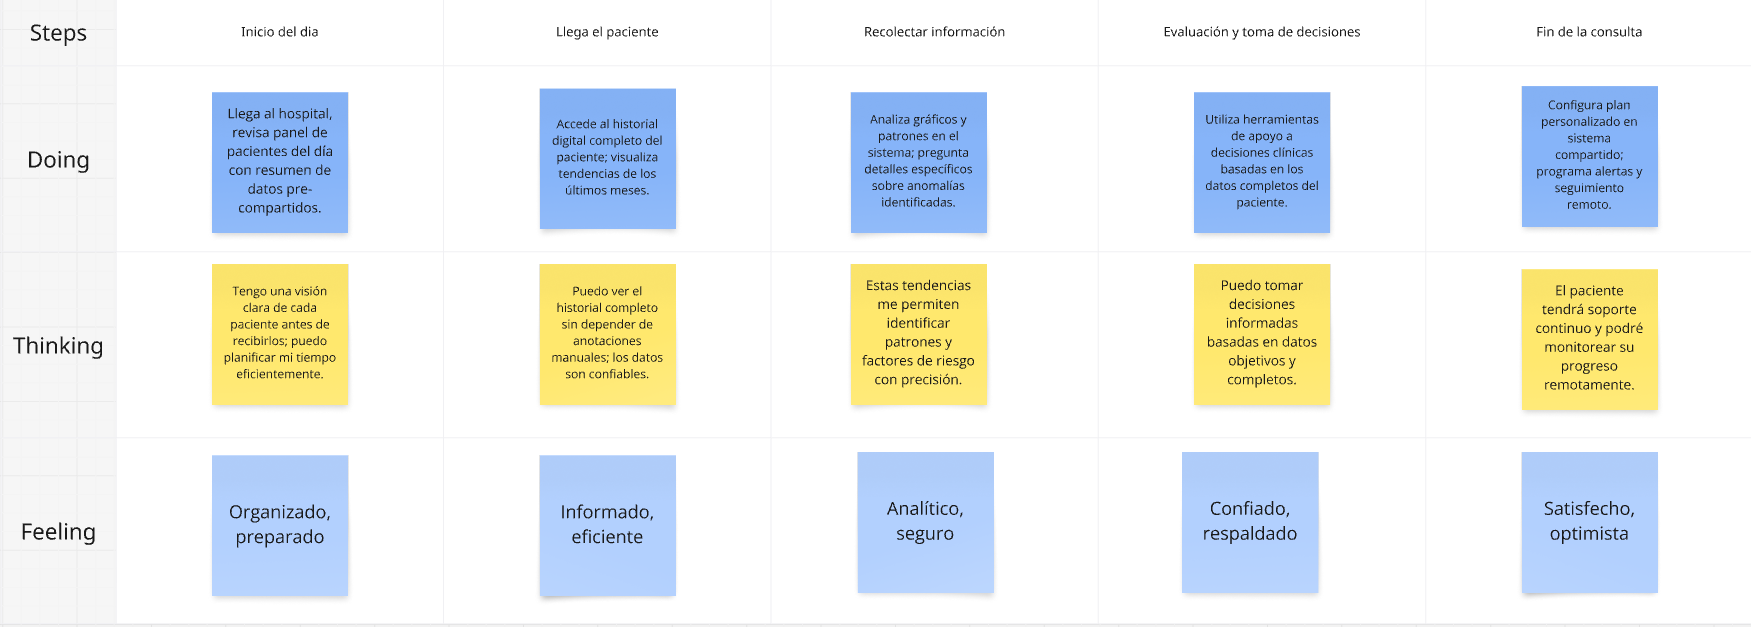 Steps
Inicio del dia
Llega el paciente
Recolectar información
Evaluación y toma de decisiones
Fin de la consulta
Doing
Llega al hospital,
revisa panel de
pacientes del día
con resumen de
datos pre-
compartidos.
Accede al historial
digital completo del
paciente; visualiza
tendencias de los
últimos meses.
Analiza gráficos y
patrones en el
sistema; pregunta
detalles específicos
sobre anomalías
identificadas.
Utiliza herramientas
de apoyo a
decisiones clínicas
basadas en los
datos completos del
paciente.
Configura plan
personalizado en
sistema
compartido;
programa alertas y
seguimiento
remoto.
Thinking
Tengo una visión
clara de cada
paciente antes de
recibirlos; puedo
planificar mi tiempo
eficientemente.
Puedo ver el
historial completo
sin depender de
anotaciones
manuales; los datos
son confiables.
Estas tendencias
me permiten
identificar
patrones y
factores de riesgo
con precisión.
Puedo tomar
decisiones
informadas
basadas en datos
objetivos y
completos.
El paciente
tendrá soporte
continuo y podré
monitorear su
progreso
remotamente.
Feeling
Organizado,
preparado
Informado,
eficiente
Analítico,
seguro
Confiado,
respaldado
Satisfecho,
optimista